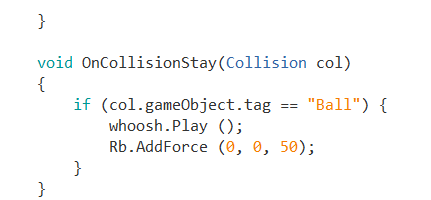 }
void OnCollisionStay(Collision col)
{
if (col.gameObject.tag == "Ball") {
whoosh.Play ();
Rb.AddForce (0, 0, 50);
}
}